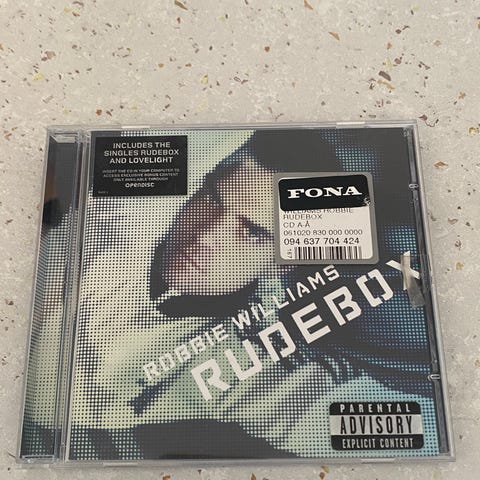 INCLUDES THE
SINGLES RUDEBOX
AND LOVELIGHT
INSERT THE CD IN YOUR COMPUTER TO
ACCESS EXCLUSIVE BONUS CONTENT
ONLY AVAILABLE THROUGH
OPENDISC
FONA
WILLIAMS ROBBIE
RUDEBOX
CD A-Å
061020 830 000 0000
094 637 704 424
167
ROBBIE WILLIAMS
RUDEBOX
PARENTAL
ADVISORY
EXPLICIT CONTENT